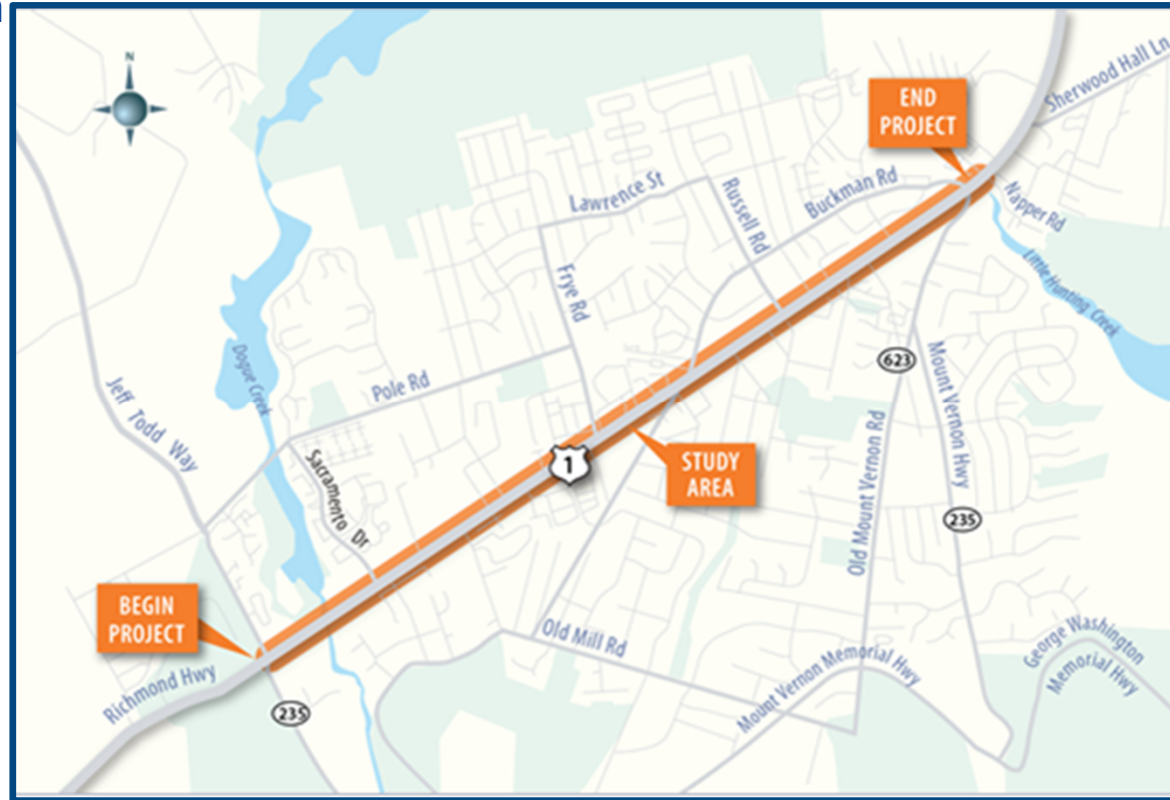 N
Sherwood Hall Ln
END
PROJECT
Lawrence St
Russell Rd
Buckman Rd
Napper Rd
Little Hunting Creek
Frye Rd
Dogue Creek
Pole Rd
623
Mount Vernon Hwy
Jeff Todd Way
1
STUDY
AREA
Sacramento Dr
Old Mount Vernon Rd
235
BEGIN
PROJECT
Old Mill Rd
Richmond Hwy
235
Mount Vernon Memorial Hwy
George Washington
Memorial Hwy